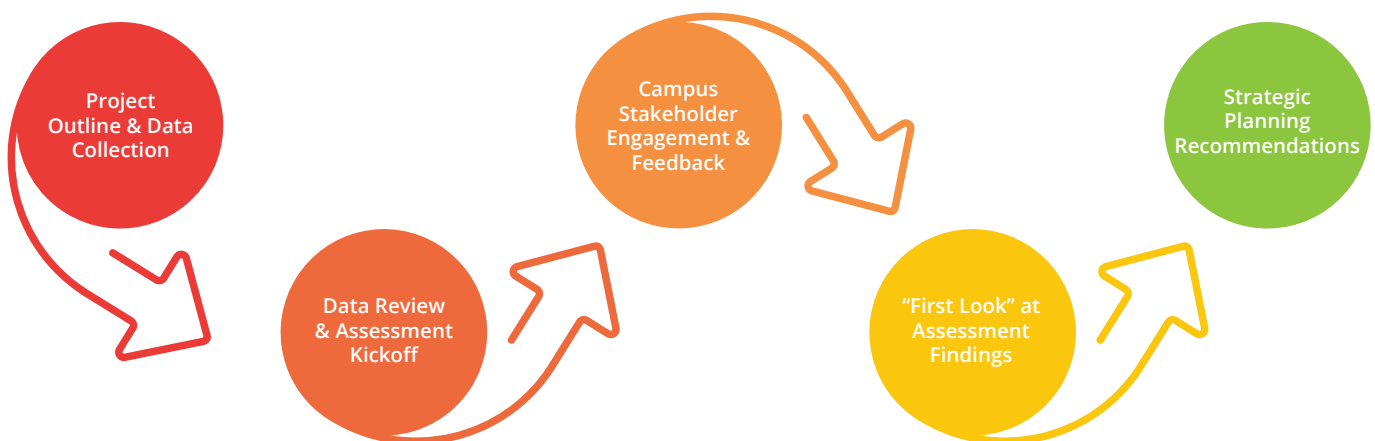 Project
Outline & Data
Collection
Data Review
& Assessment
Kickoff
Campus
Stakeholder
Engagement &
Feedback
“First Look” at
Assessment
Findings
Strategic
Planning
Recommendations